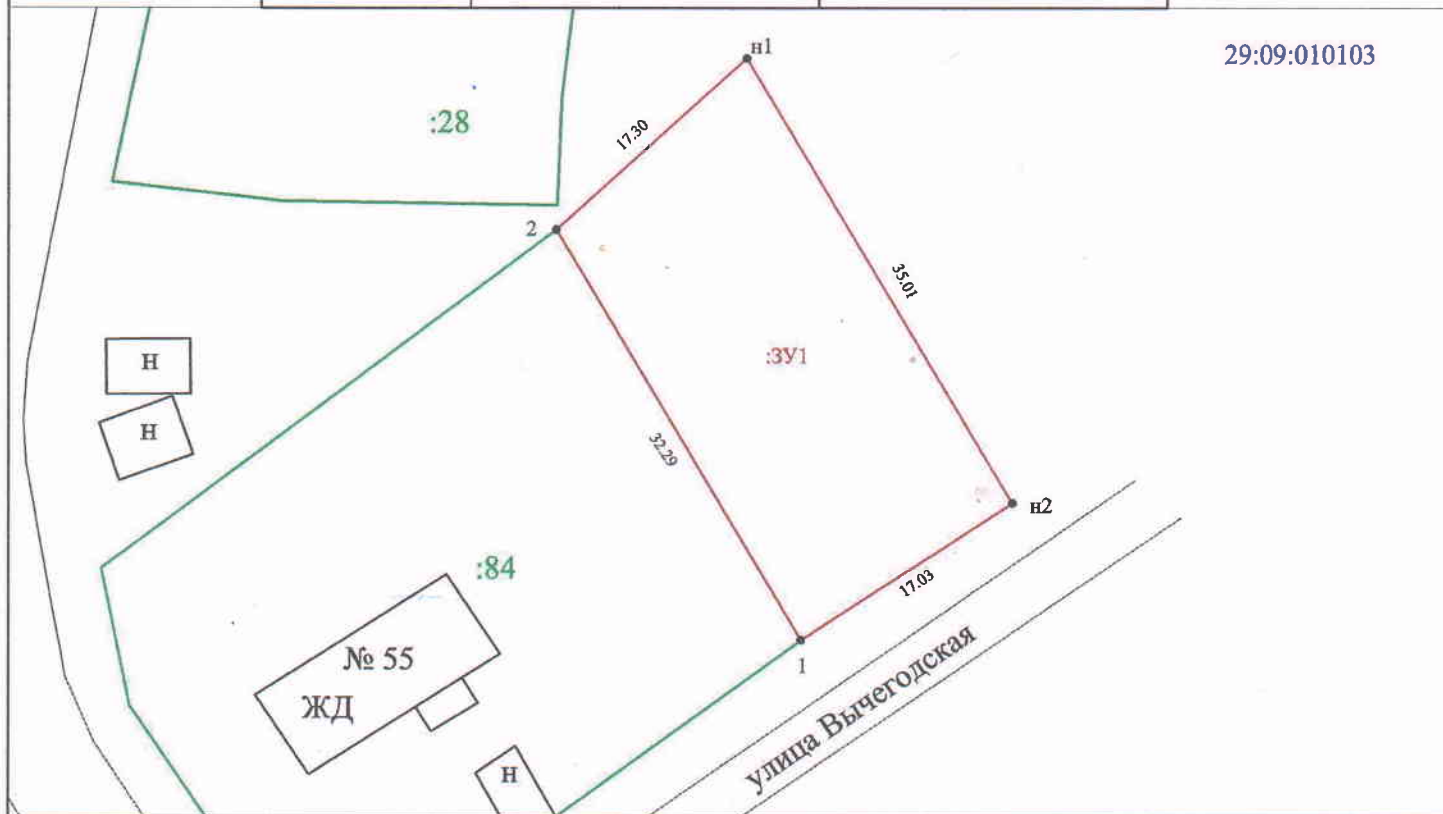 н1
29:09:010103
:28
17.30
2
35.01
Н
:ЗУ1
Н
32.29
н2
:84
17.03
№ 55
1
ЖД
улица Вычегодская
Н